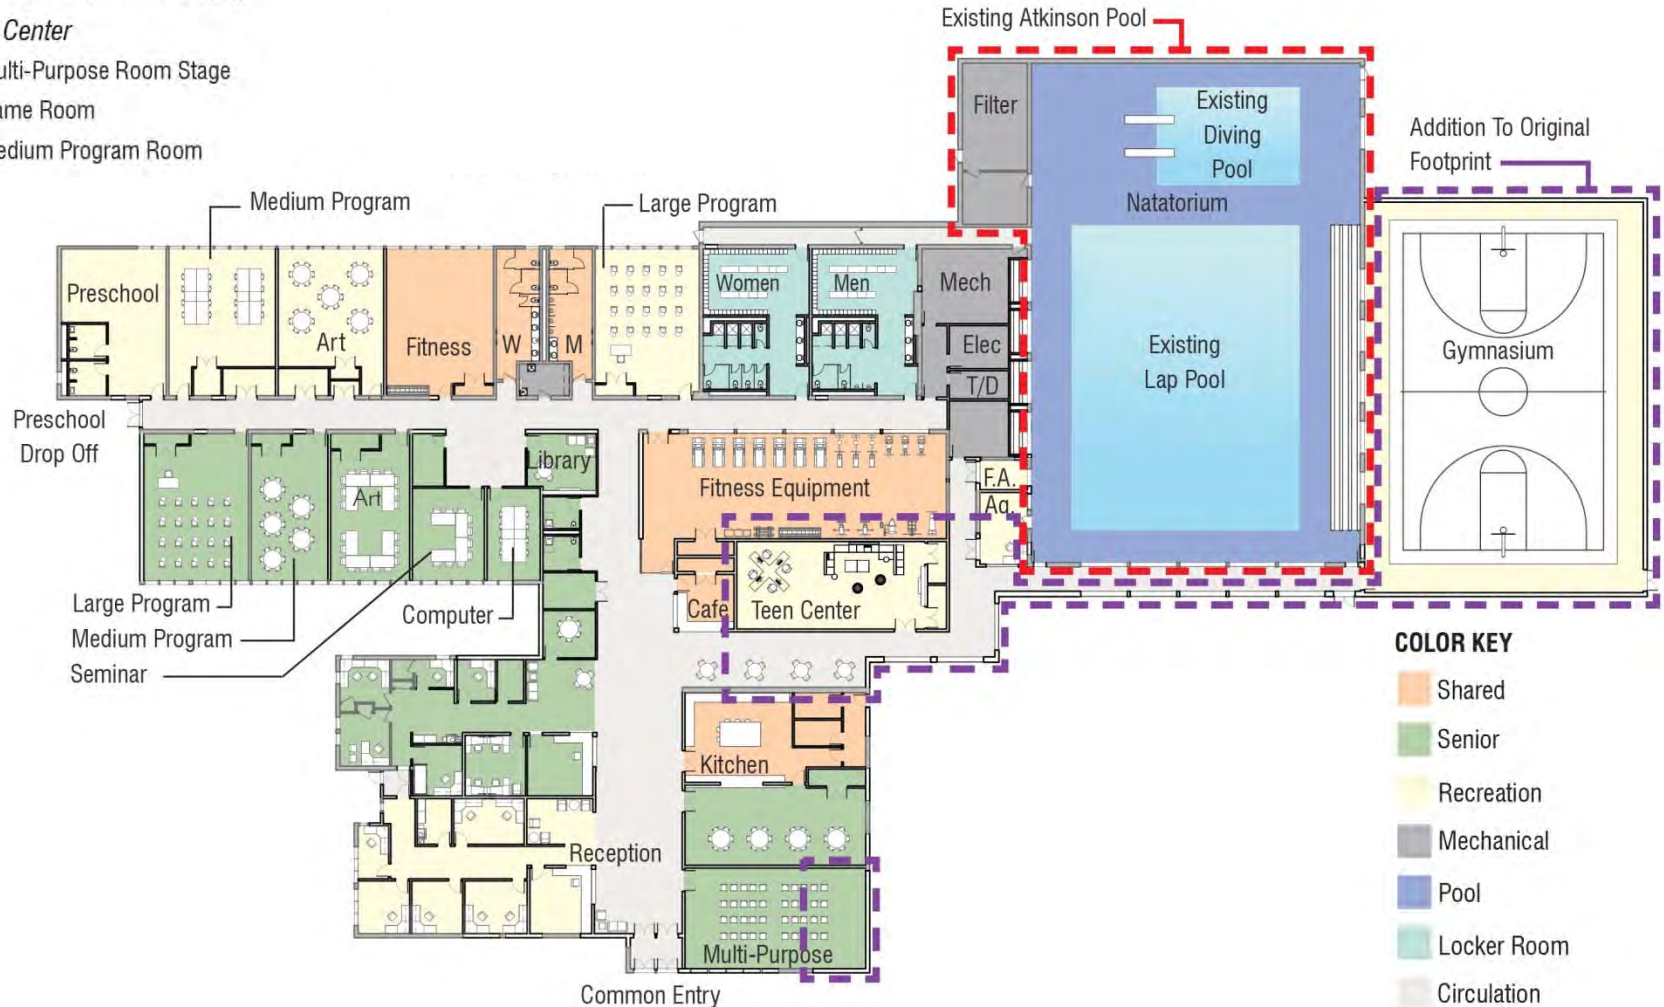 Center
Multi-Purpose Room Stage
Game Room
Medium Program Room
Existing Atkinson Pool
Addition To Original
Footprint
Medium Program
Large Program
Filter
Existing
Diving
Pool
Natatorium
Preschool
Art
Fitness
W
M
Women
Men
Mech
Elec
T/D
Existing
Lap Pool
Gymnasium
Preschool
Drop Off
Library
Art
Fitness Equipment
F.A.
Aq.
Large Program
Medium Program
Seminar
Computer
Cafe
Teen Center
Kitchen
Reception
Multi-Purpose
Common Entry
COLOR KEY
Shared
Senior
Recreation
Mechanical
Pool
Locker Room
Circulation